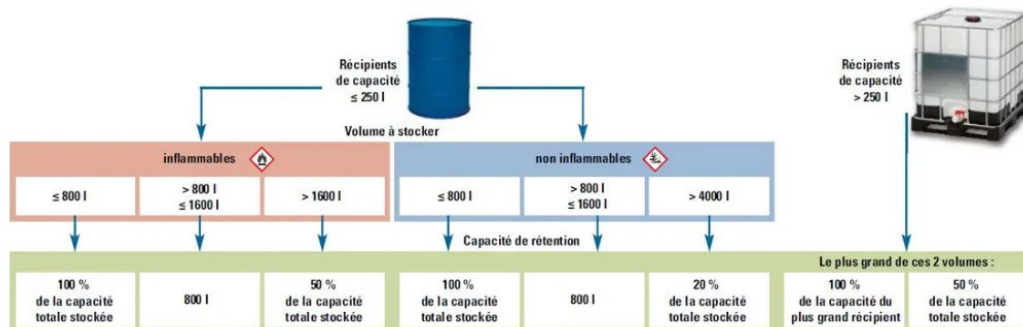 Récipients
de capacité
≤ 250 l
Récipients
de capacité
> 250 l
Volume à stocker
inflammables
non inflammables
≤ 800 l
> 800 l
≤ 1600 l
> 1600 l
≤ 800 l
> 800 l
≤ 1600 l
> 4000 l
Capacité de rétention
Le plus grand de ces 2 volumes :
100 %
de la capacité
totale stockée
800 l
50 %
de la capacité
totale stockée
100 %
de la capacité
totale stockée
800 l
20 %
de la capacité
totale stockée
100 %
de la capacité du
plus grand récipient
50 %
de la capacité
totale stockée